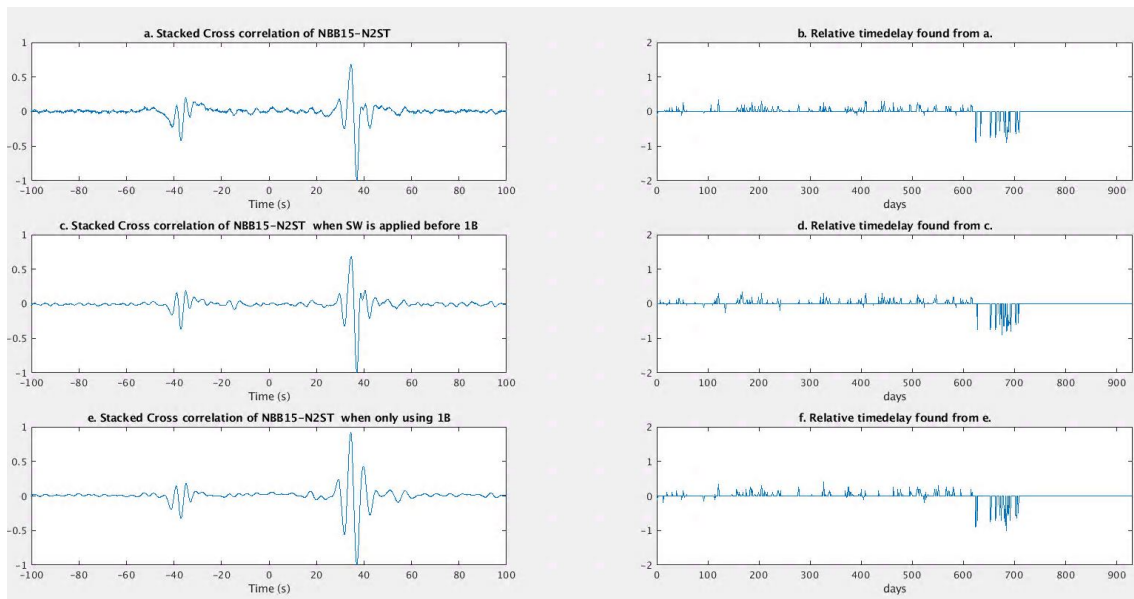 a. Stacked Cross correlation of NBB15-N2ST
1
0.5
0
-0.5
-1
-100 -80 -60 -40 -20 0 20 40 60 80 100
Time (s)
b. Relative timedelay found from a.
2
1
0
-1
-2
0 100 200 300 400 500 600 700 800 900
days
c. Stacked Cross correlation of NBB15-N2ST when SW is applied before 1B
1
0.5
0
-0.5
-1
-100 -80 -60 -40 -20 0 20 40 60 80 100
Time (s)
d. Relative timedelay found from c.
2
1
0
-1
-2
0 100 200 300 400 500 600 700 800 900
days
e. Stacked Cross correlation of NBB15-N2ST when only using 1B
1
0.5
0
-0.5
-1
-100 -80 -60 -40 -20 0 20 40 60 80 100
Time (s)
f. Relative timedelay found from e.
2
1
0
-1
-2
0 100 200 300 400 500 600 700 800 900
days